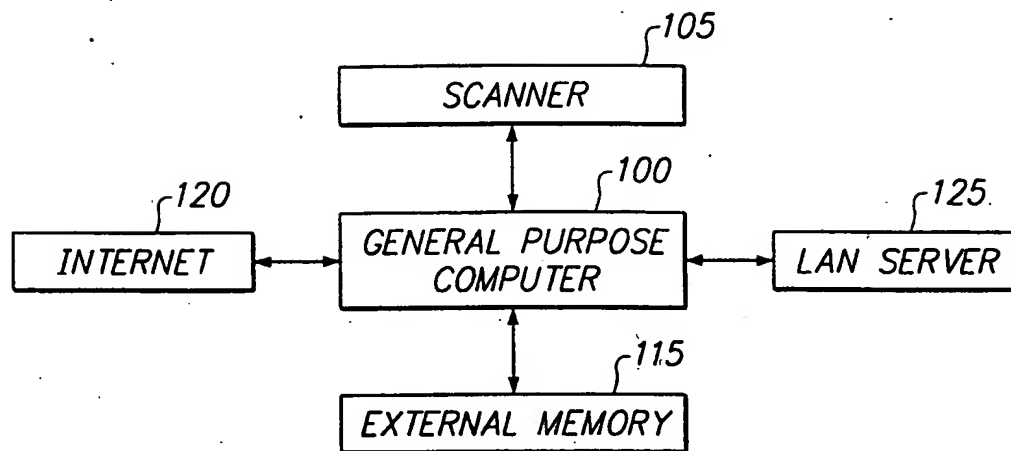 105
SCANNER
120
100
125
INTERNET
GENERAL PURPOSE
COMPUTER
LAN SERVER
115
EXTERNAL MEMORY